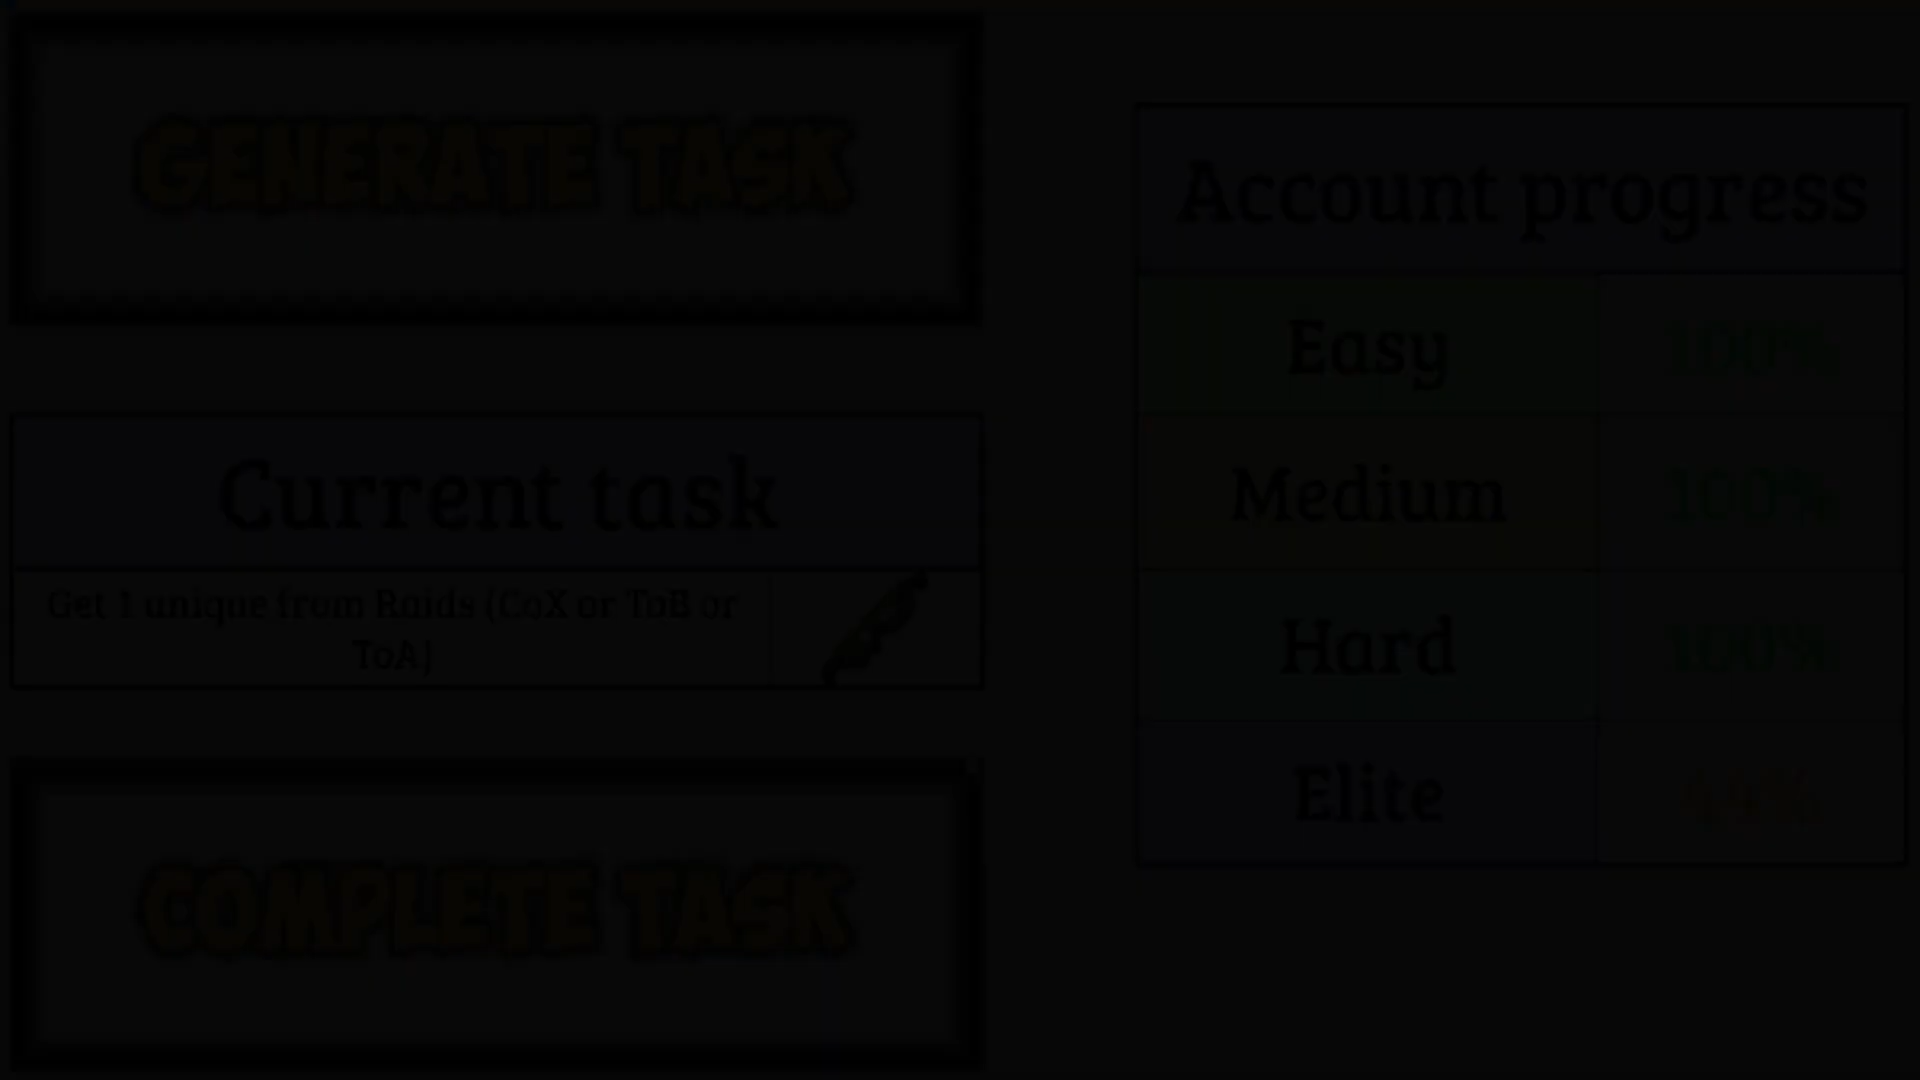 GENERATE TASK
Account progress
Easy 100%
Medium 100%
Current task
Get 1 unique from Raids (CoX or ToB or
ToA)
Hard 100%
Elite
COMPLETE TASK